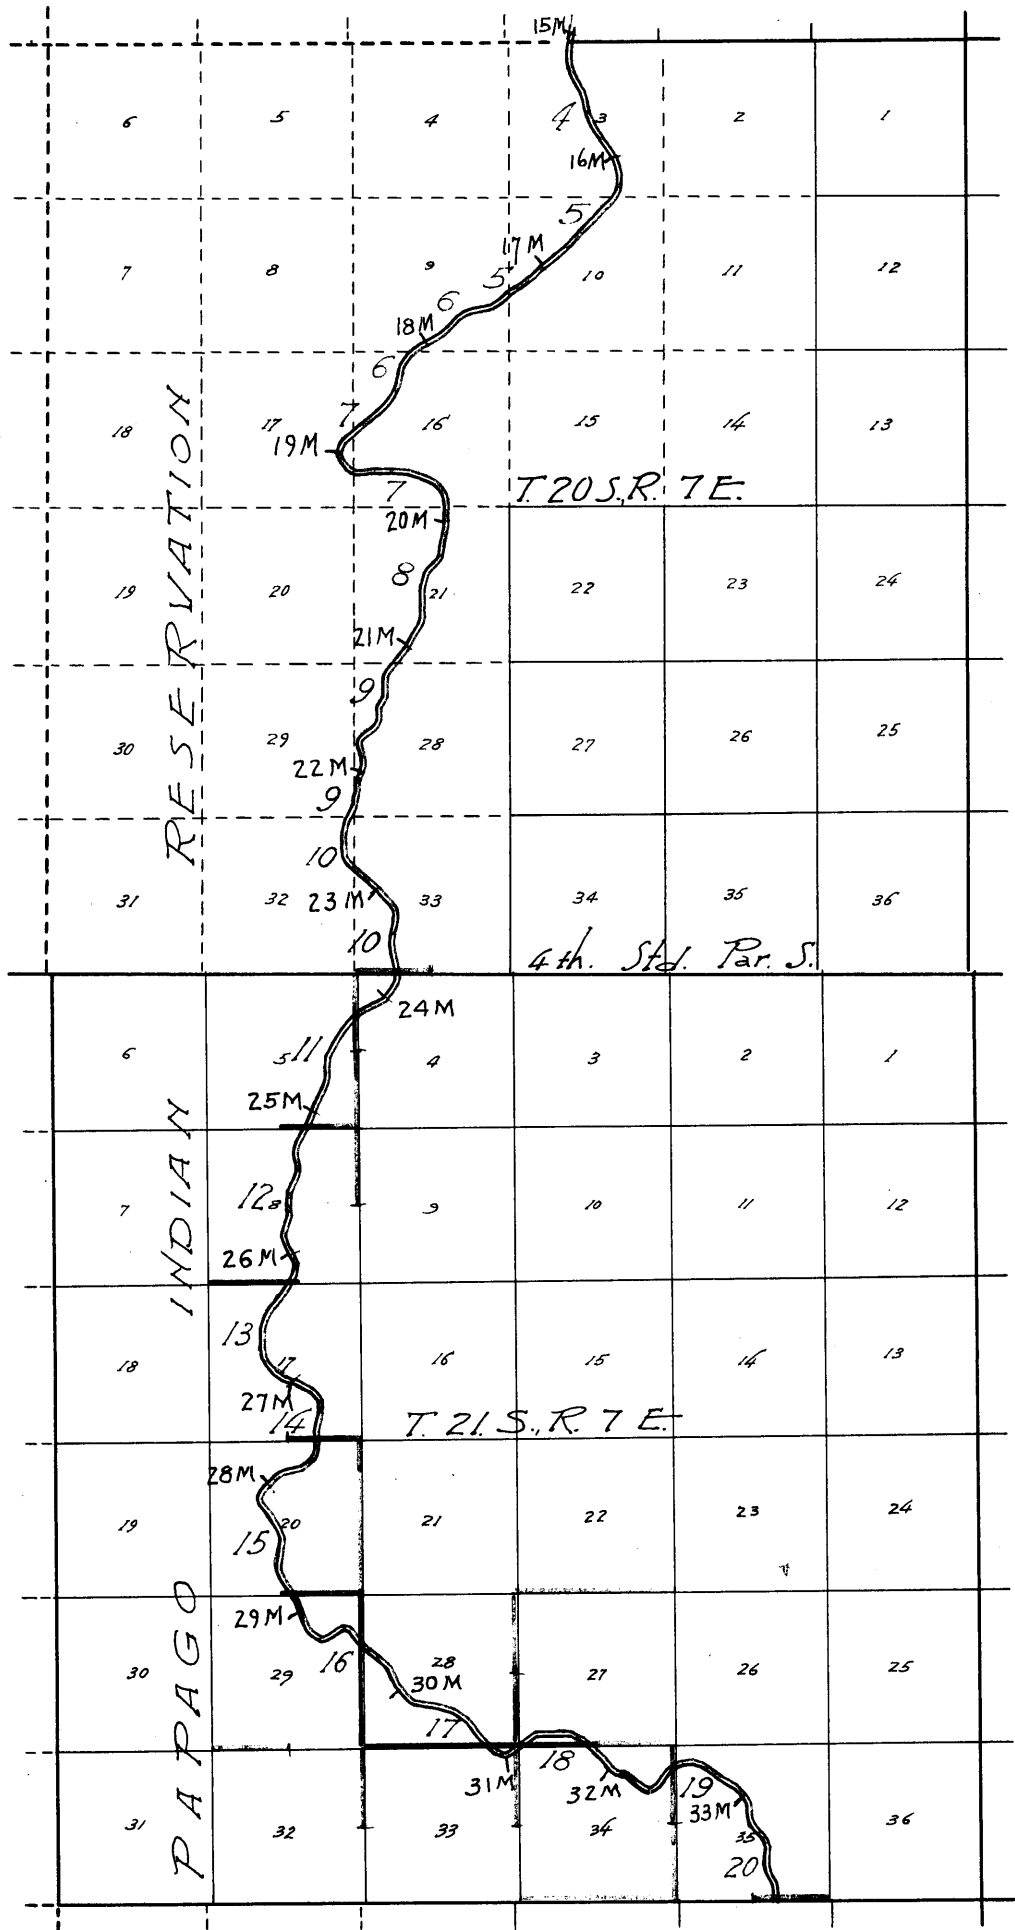 15M
6 5 4 4 3 2 1
16M
5
17M
7 8 9 5 10 11 12
6
18M
6
7
18 17 16 15 14 13
19M
7 T. 20 S., R. 7 E.
20M
8
19 20 21 22 23 24
21M
9
30 29 28 27 26 25
22M
9
10
31 32 23M 33 34 35 36
10 4th. Std. Par. S.
24M
6 5 11 4 3 2 1
25M
7 12 8 9 10 11 12
26M
13
18 17 16 15 14 13
27M
14 T. 21. S., R. 7 E.
28M
19 20 21 22 23 24
15
29M
16
30 29 28 27 26 25
30M
17
18
31M 32M 19
33M
31 32 33 34 35 36
20
PAPAGO INDIAN RESERVATION